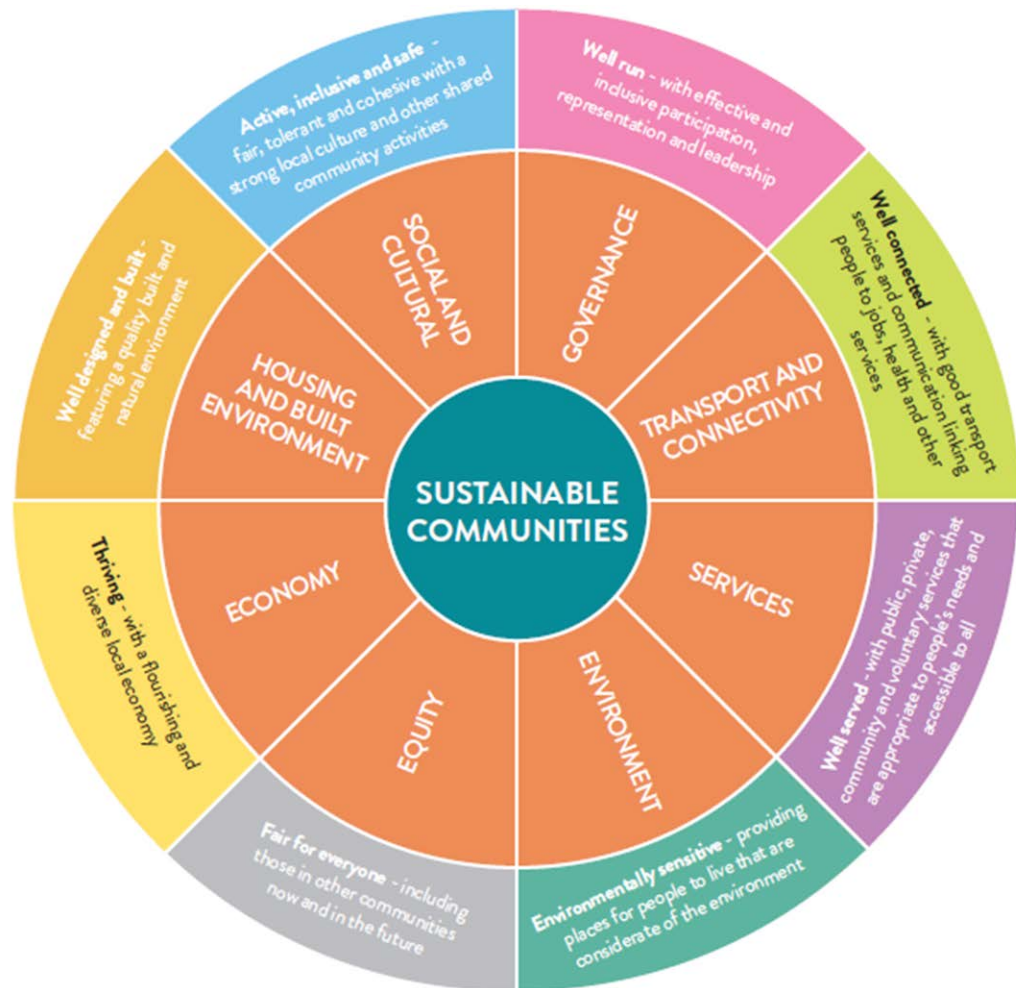 SUSTAINABLE
COMMUNITIES
GOVERNANCE
Well run - with effective and
inclusive participation,
representation and leadership
TRANSPORT AND
CONNECTIVITY
Well connected - with good transport
services and communication linking
people to jobs, health and other
services
SERVICES
Well served - with public, private,
community and voluntary services that
are appropriate to people's needs and
accessible to all
ENVIRONMENT
Environmentally sensitive - providing
places for people to live that are
considerate of the environment
EQUITY
Fair for everyone - including
those in other communities
now and in the future
ECONOMY
Thriving - with a flourishing and
diverse local economy
HOUSING
AND BUILT
ENVIRONMENT
Well designed and built -
featuring a quality built and
natural environment
SOCIAL AND
CULTURAL
Active, inclusive and safe -
fair, tolerant and cohesive with a
strong local culture and other shared
community activities